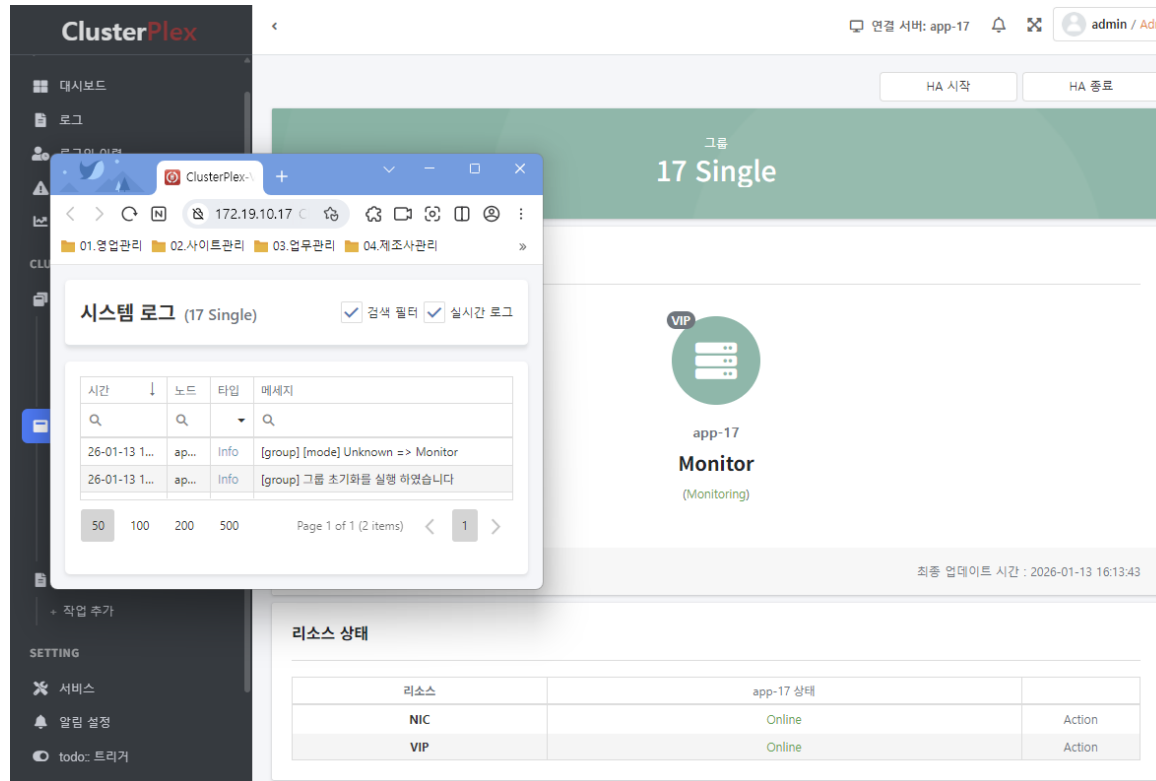 ClusterPlex
대시보드
로그
로그인 이력
CLU
+ 작업 추가
SETTING
서비스
알림 설정
todo:: 트리거
연결 서버: app-17
admin /
HA 시작
HA 종료
그룹
17 Single
VIP
app-17
Monitor
(Monitoring)
최종 업데이트 시간 : 2026-01-13 16:13:43
리소스 상태
리소스 app-17 상태
NIC Online Action
VIP Online Action
ClusterPlex-
172.19.10.17
01.영업관리 02.사이트관리 03.업무관리 04.제조사관리 »
시스템 로그 (17 Single) 검색 필터 실시간 로그
시간 ↓ 노드 타입 메세지
26-01-13 1... ap... Info [group] [mode] Unknown => Monitor
26-01-13 1... ap... Info [group] 그룹 초기화를 실행 하였습니다
50 100 200 500 Page 1 of 1 (2 items) 1